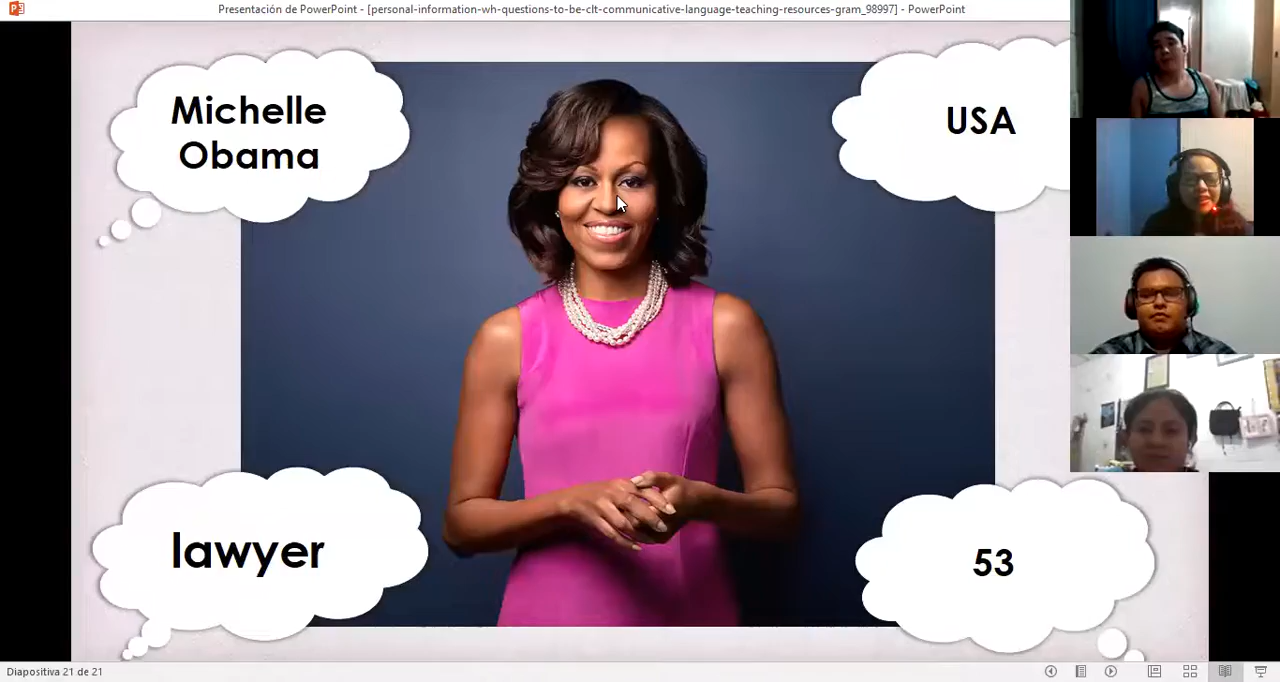 Presentación de PowerPoint - [personal-information-wh-questions-to-be-clt-communicative-language-teaching-resources-gram_98997] - PowerPoint
Michelle
Obama
USA
lawyer
53
Diapositiva 21 de 21